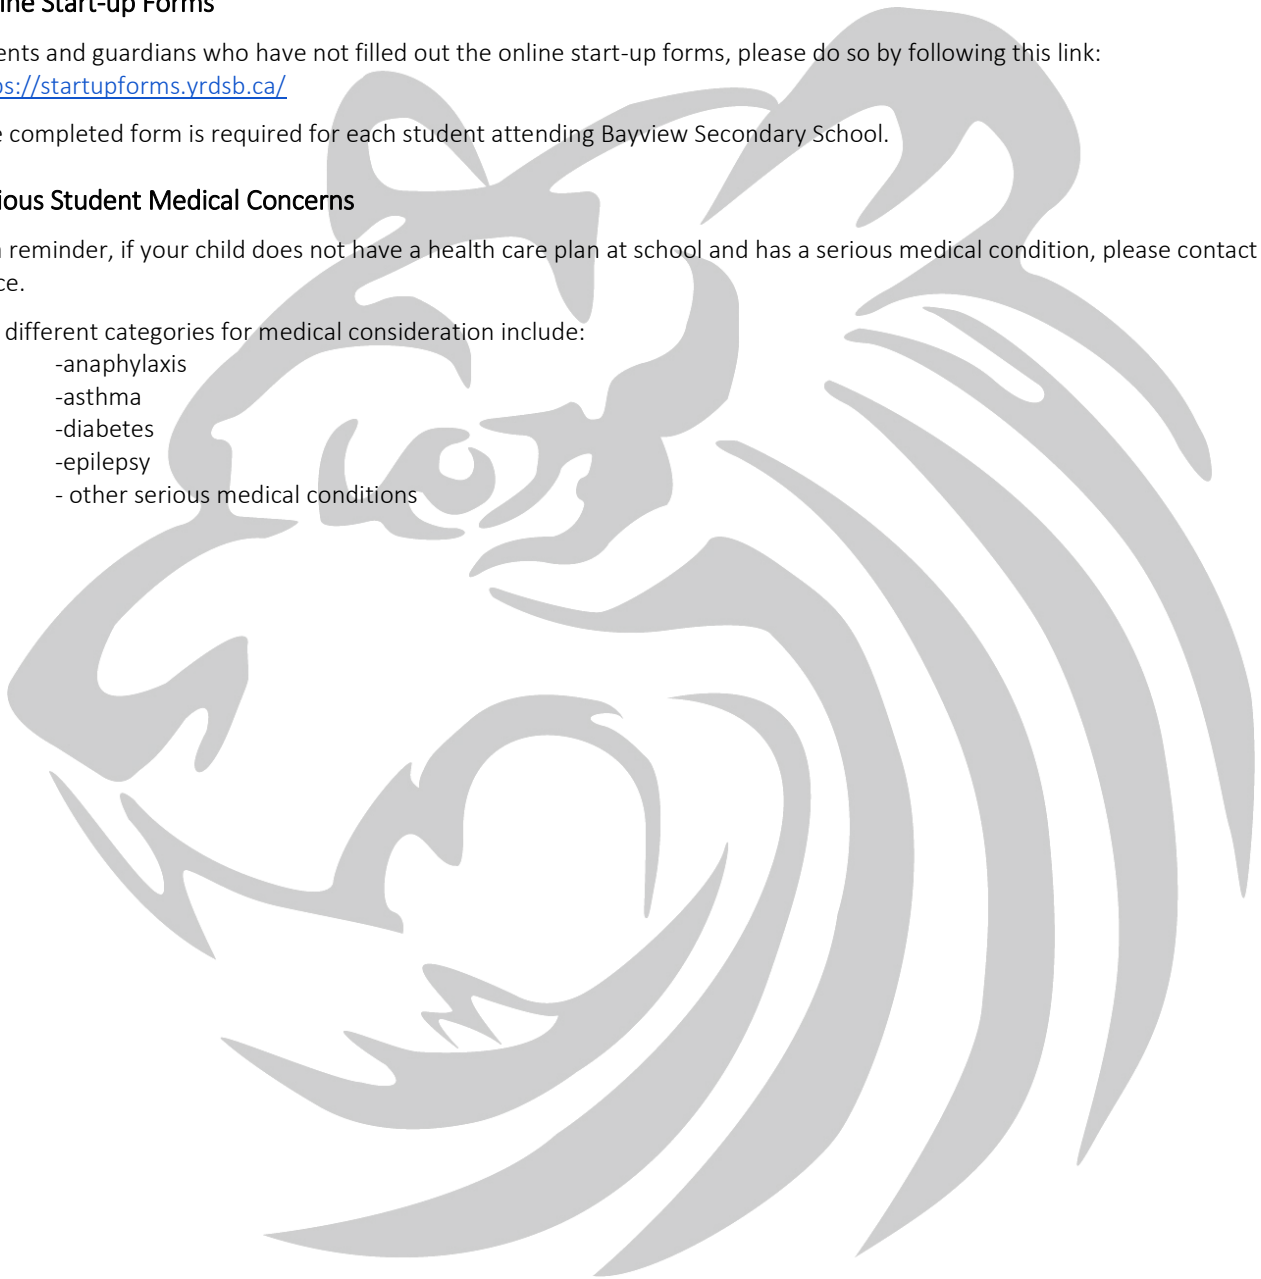 ine Start-up Forms
ents and guardians who have not filled out the online start-up forms, please do so by following this link:
os://startupforms.yrdsb.ca/
e completed form is required for each student attending Bayview Secondary School.
ious Student Medical Concerns
a reminder, if your child does not have a health care plan at school and has a serious medical condition, please contact
ce.
different categories for medical consideration include:
-anaphylaxis
-asthma
-diabetes
-epilepsy
- other serious medical conditions